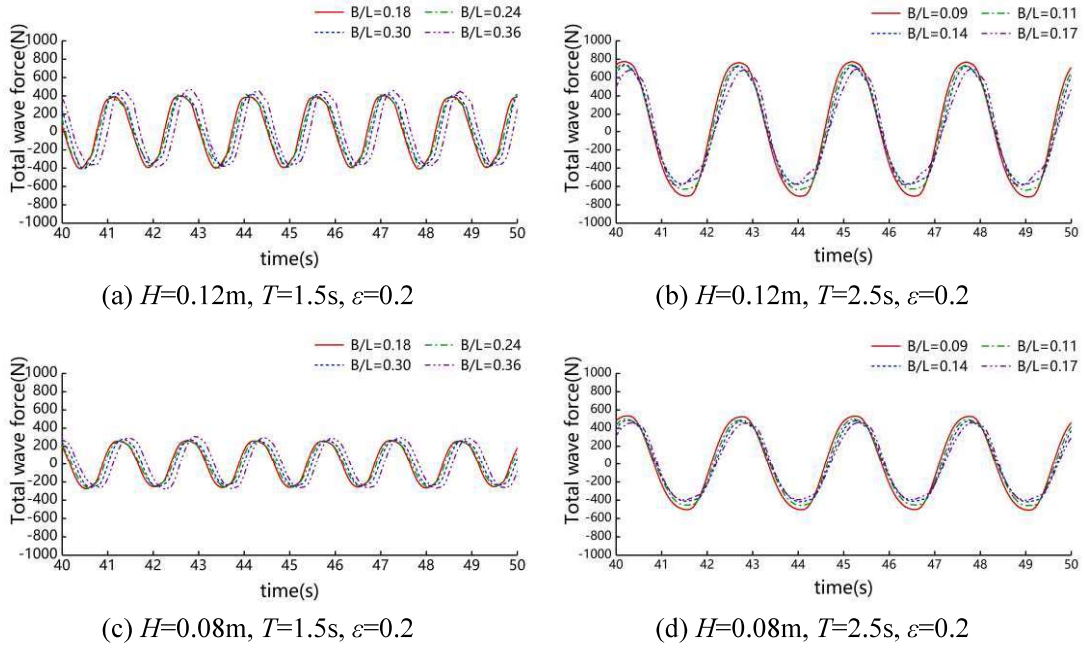 B/L=0.18 B/L=0.24
B/L=0.30 B/L=0.36
Total wave force(N)
1000
800
600
400
200
0
-200
-400
-600
-800
-1000
40 41 42 43 44 45 46 47 48 49 50
time(s)
(a) H=0.12m, T=1.5s, ε=0.2
B/L=0.09 B/L=0.11
B/L=0.14 B/L=0.17
Total wave force(N)
1000
800
600
400
200
0
-200
-400
-600
-800
-1000
40 41 42 43 44 45 46 47 48 49 50
time(s)
(b) H=0.12m, T=2.5s, ε=0.2
B/L=0.18 B/L=0.24
B/L=0.30 B/L=0.36
Total wave force(N)
1000
800
600
400
200
0
-200
-400
-600
-800
-1000
40 41 42 43 44 45 46 47 48 49 50
time(s)
(c) H=0.08m, T=1.5s, ε=0.2
B/L=0.09 B/L=0.11
B/L=0.14 B/L=0.17
Total wave force(N)
1000
800
600
400
200
0
-200
-400
-600
-800
-1000
40 41 42 43 44 45 46 47 48 49 50
time(s)
(d) H=0.08m, T=2.5s, ε=0.2